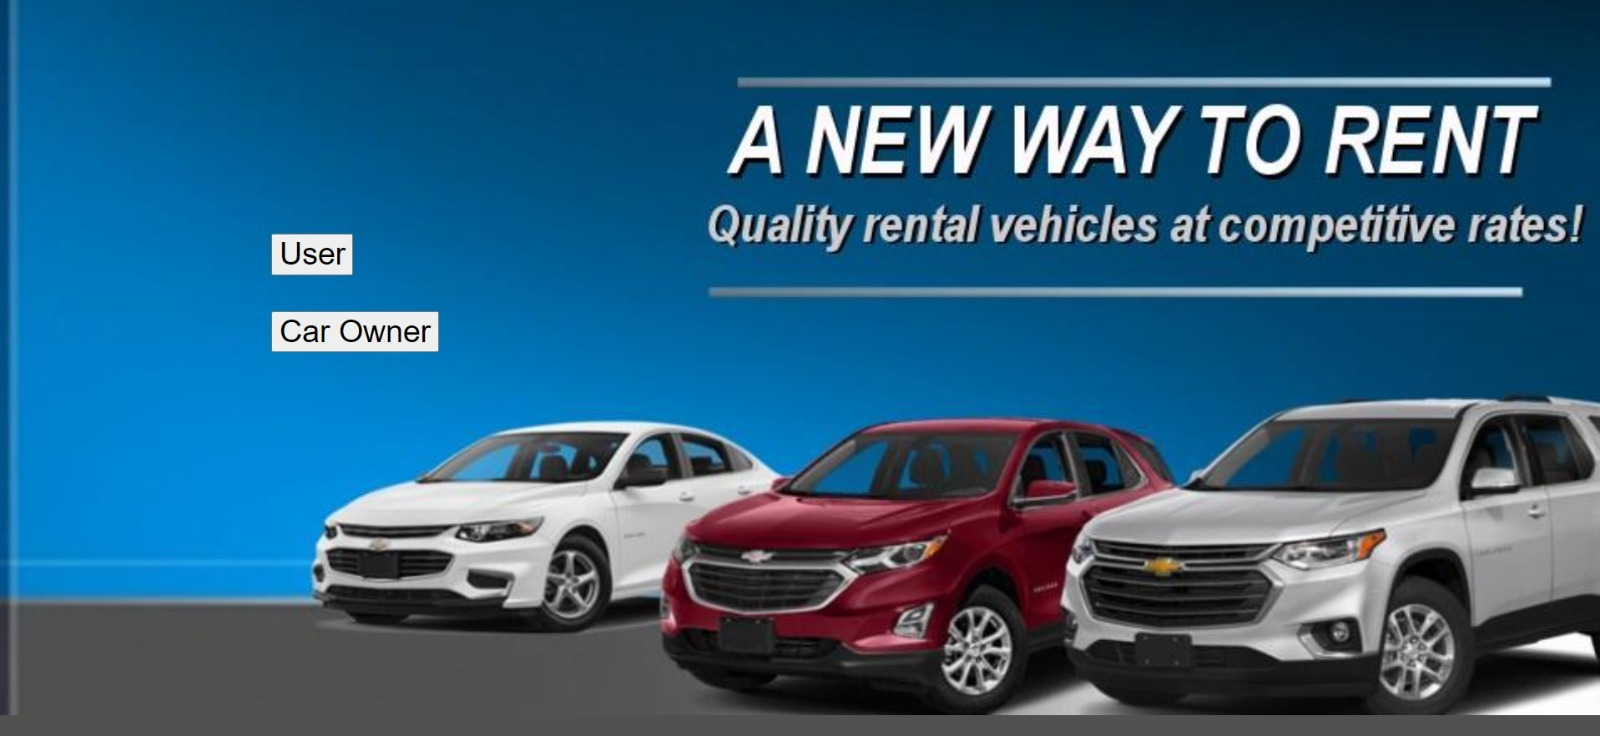 A NEW WAY TO RENT
Quality rental vehicles at competitive rates!
User
Car Owner